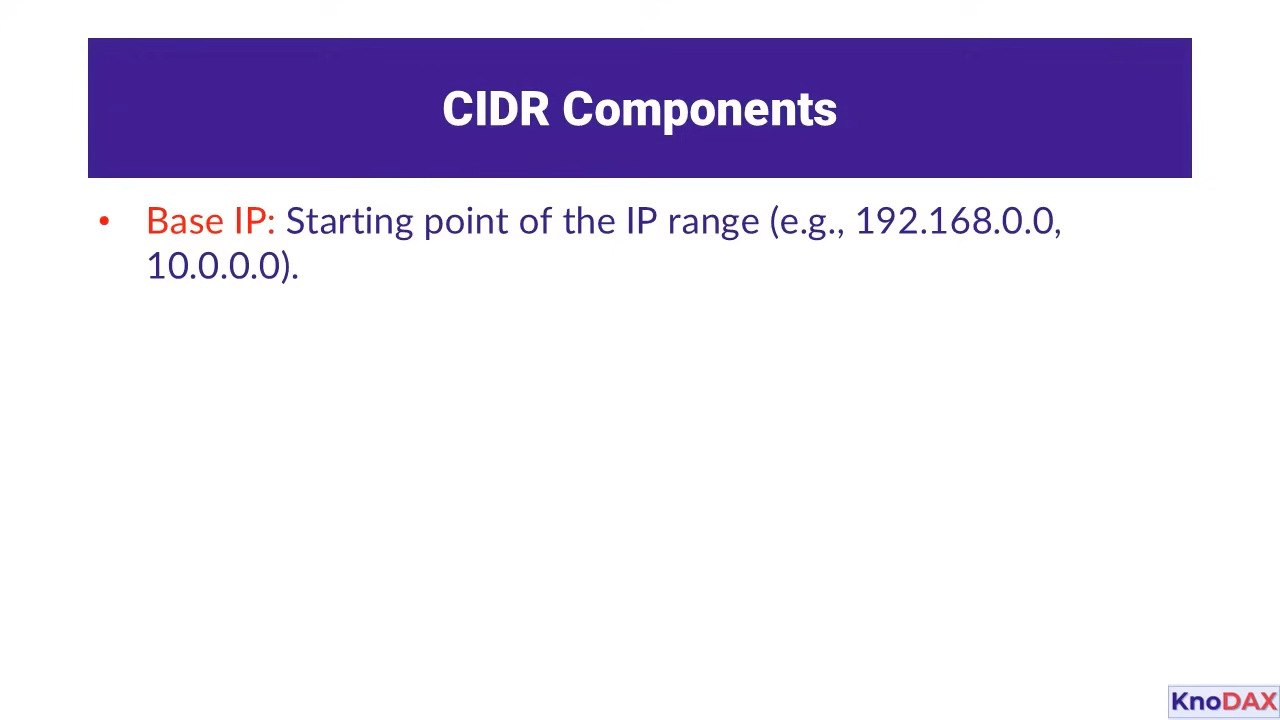 CIDR Components
• Base IP: Starting point of the IP range (e.g., 192.168.0.0,
10.0.0.0).
KnoDAX